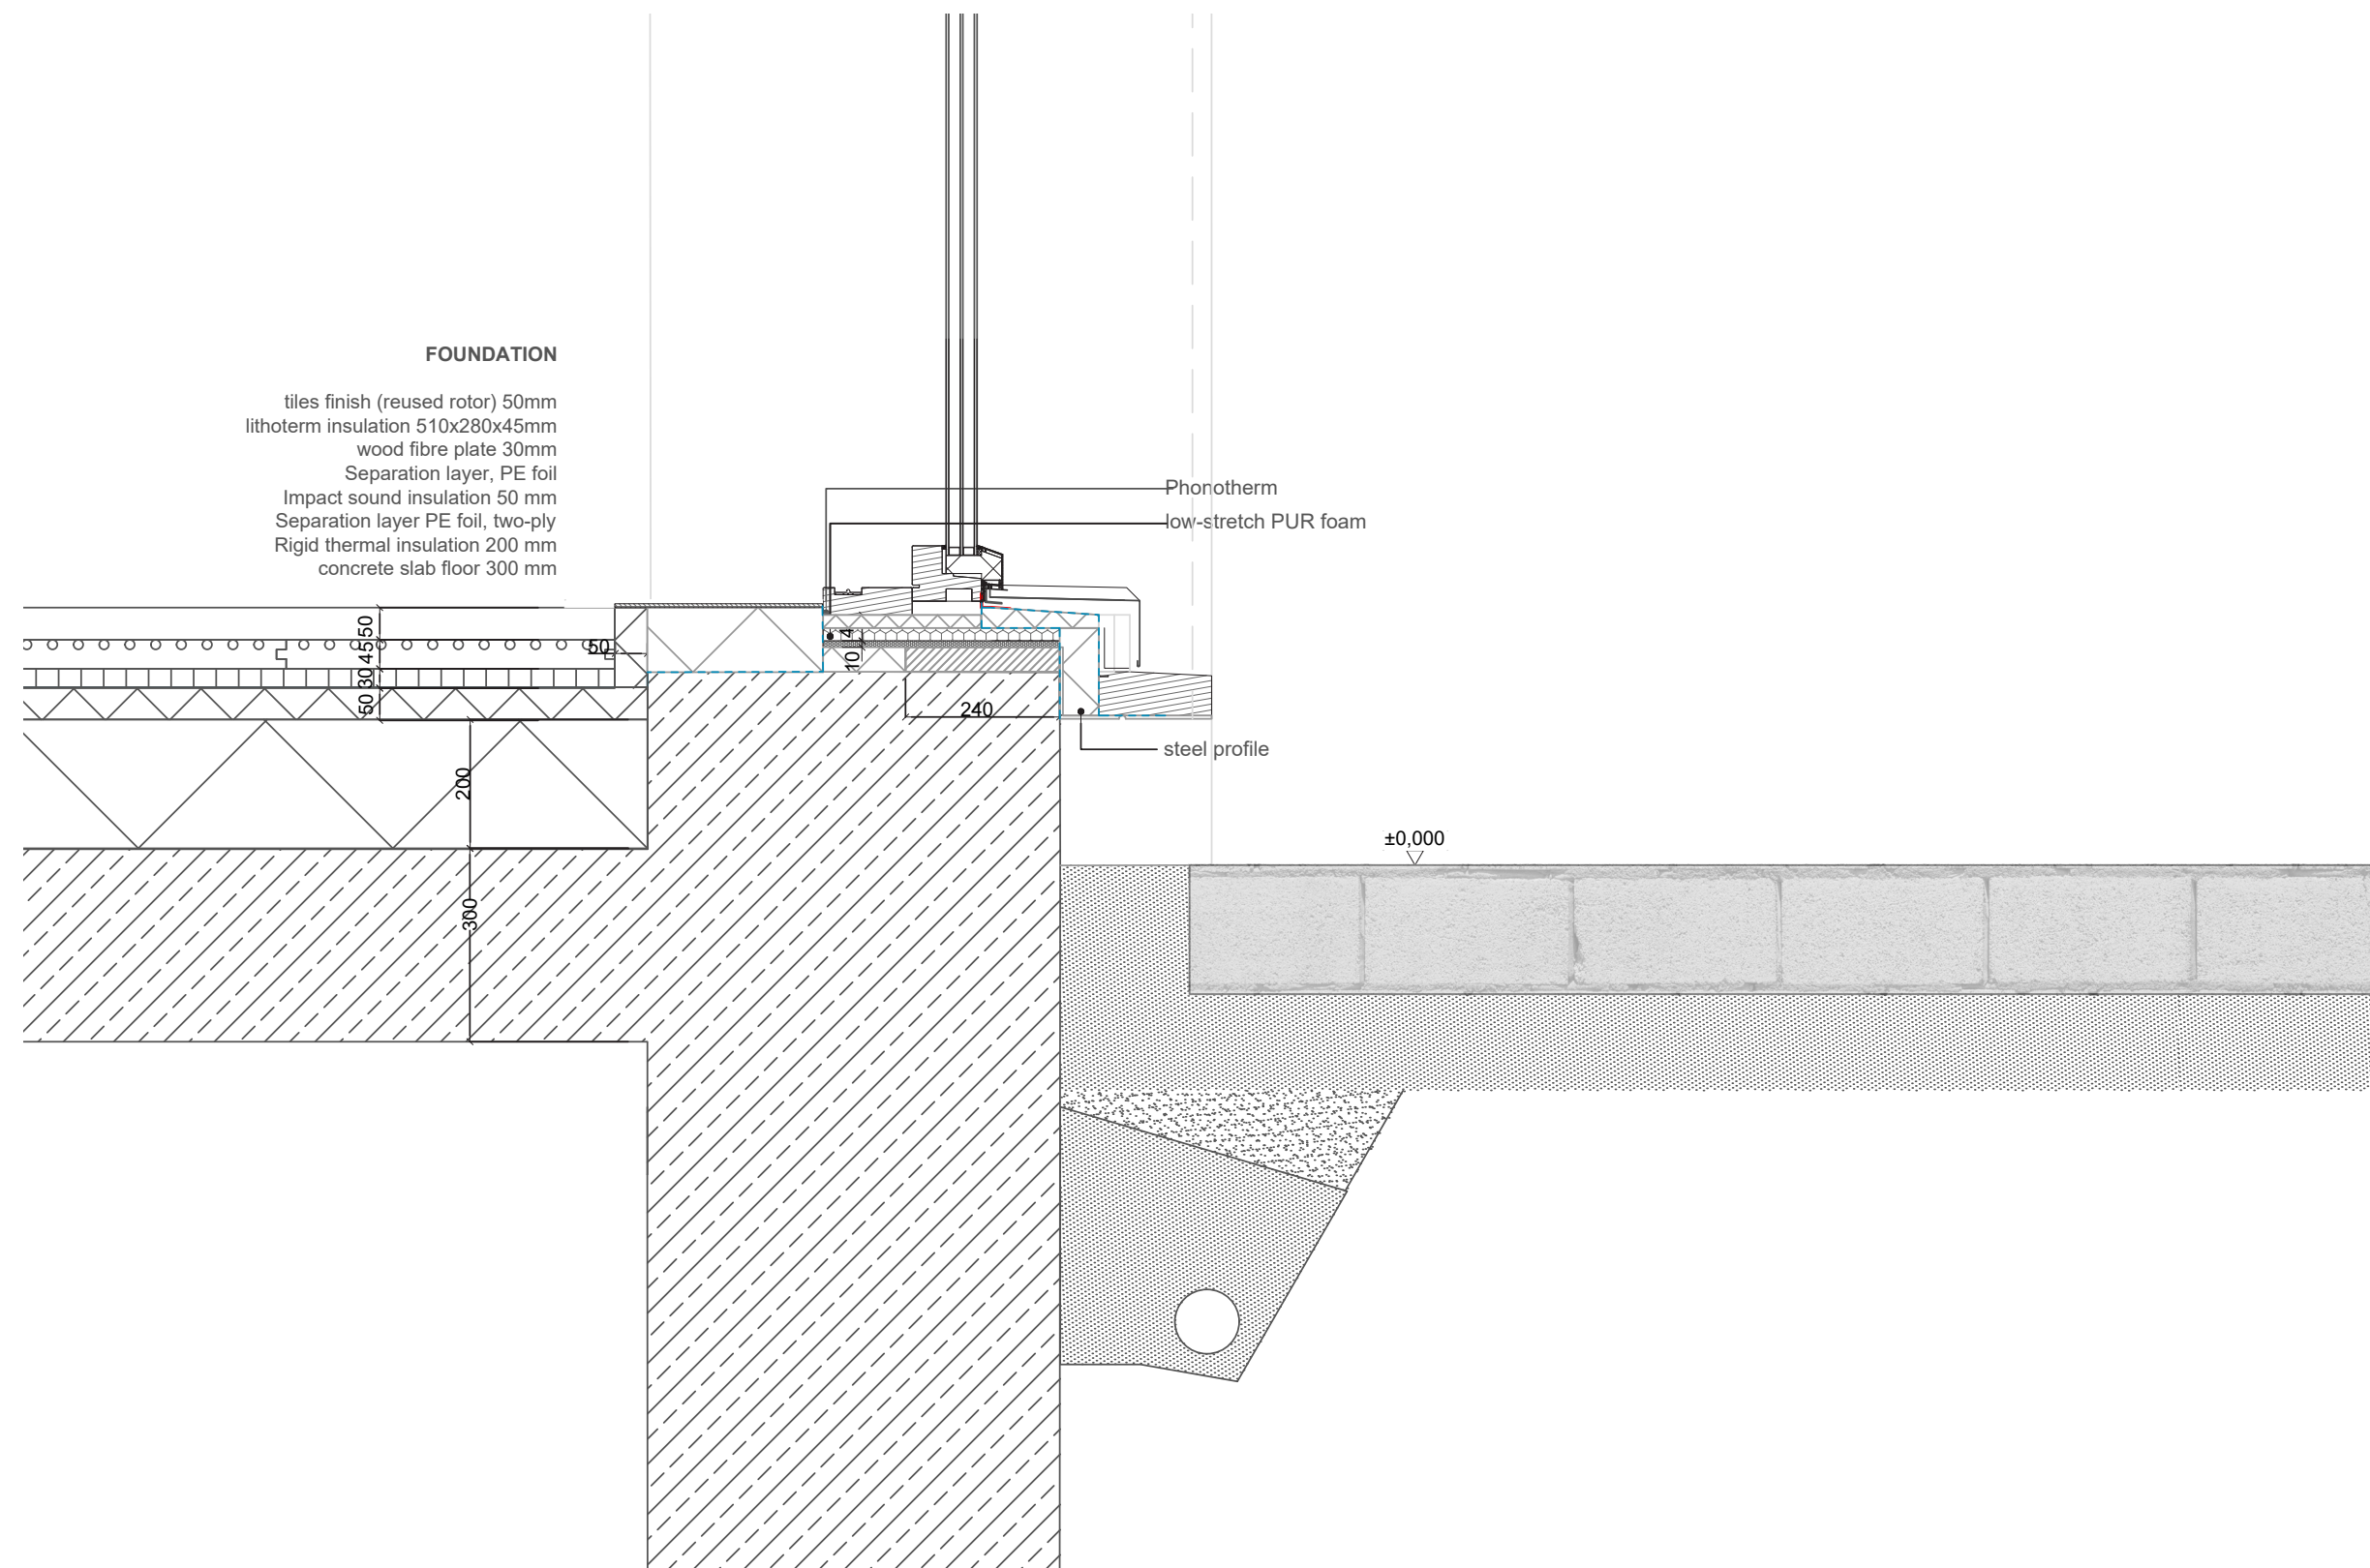 FOUNDATION
tiles finish (reused rotor) 50mm
lithoterm insulation 510x280x45mm
wood fibre plate 30mm
Separation layer, PE foil
Impact sound insulation 50 mm
Separation layer PE foil, two-ply
Rigid thermal insulation 200 mm
concrete slab floor 300 mm
Phonotherm
low-stretch PUR foam
50
45
30
50
50
4
10
240
steel profile
200
300
±0,000